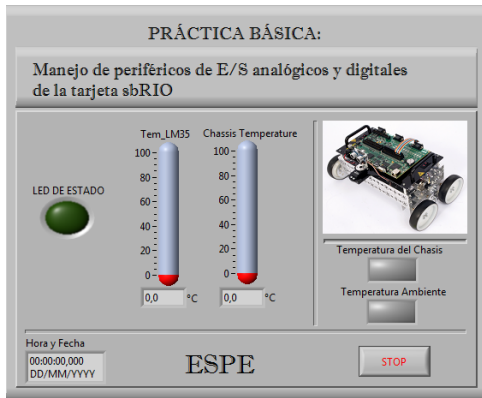 PRÁCTICA BÁSICA:
Manejo de periféricos de E/S analógicos y digitales
de la tarjeta sbRIO
Tem_LM35
Chassis Temperature
100
80
60
40
20
0
100
80
60
40
20
0
LED DE ESTADO
0,0 °C
0,0 °C
Temperatura del Chasis
Temperatura Ambiente
Hora y Fecha
00:00:00,000
DD/MM/YYYY
ESPE
STOP